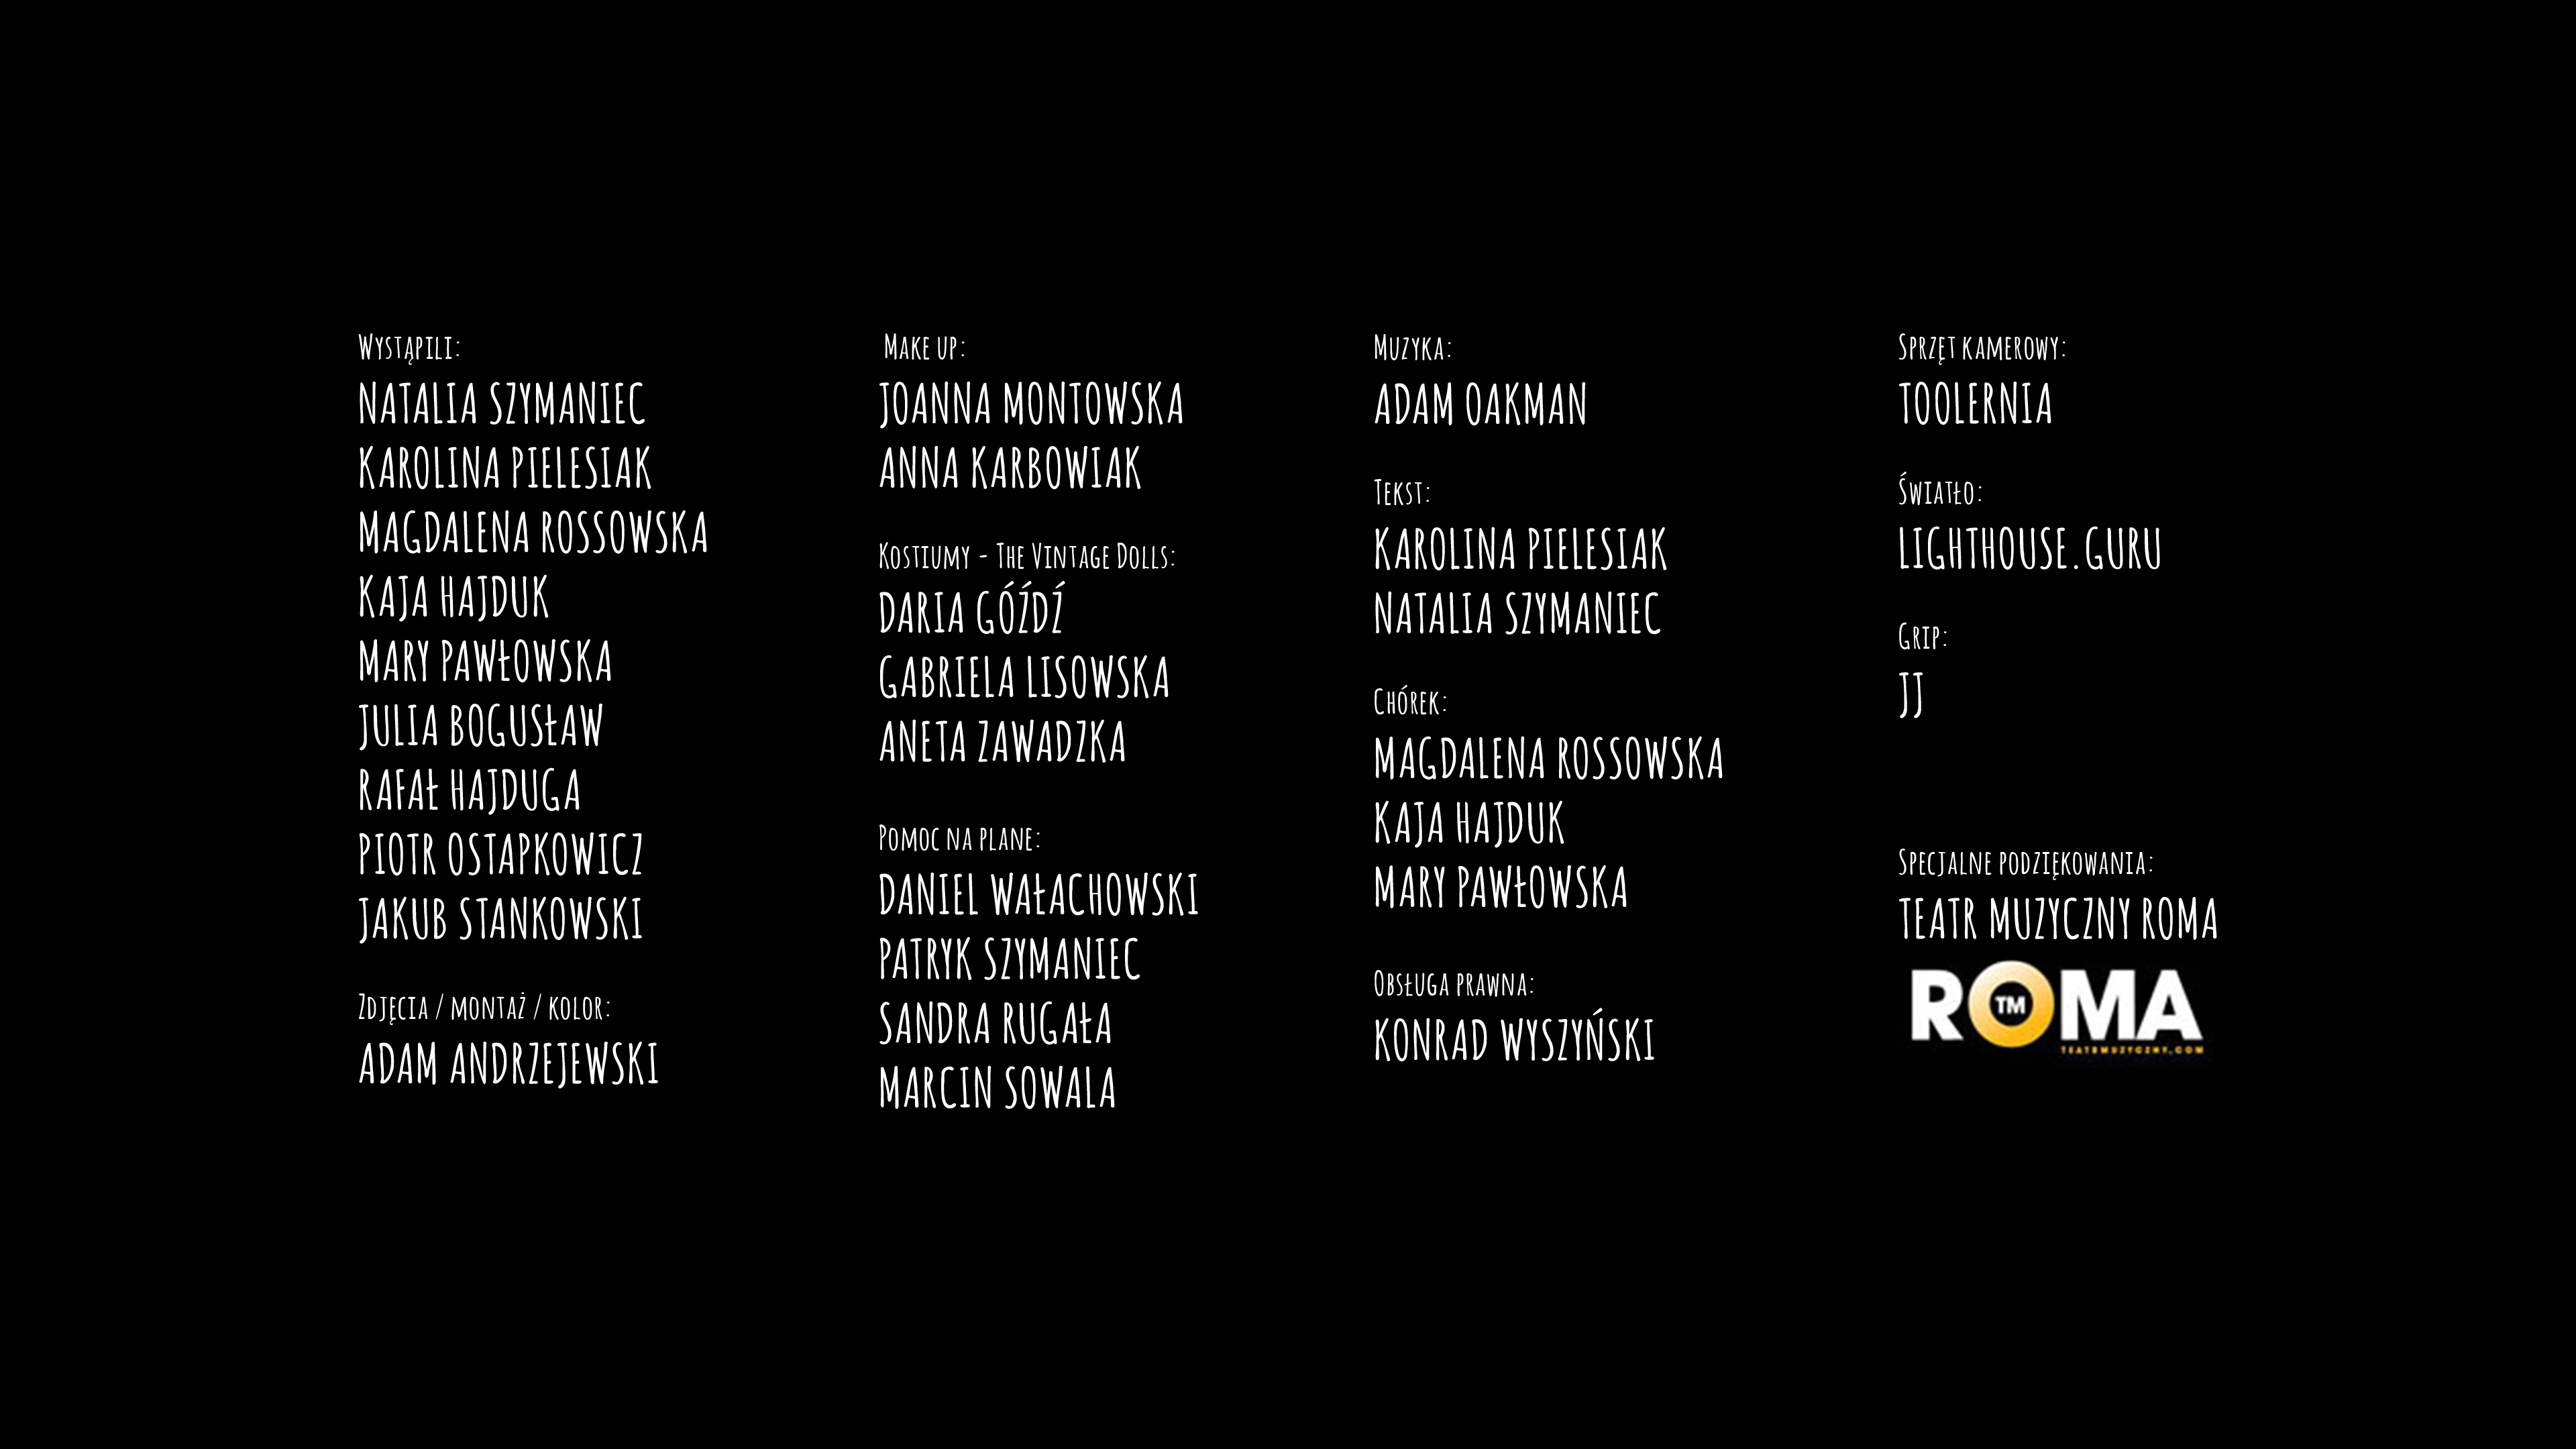 Wystąpili:
NATALIA SZYMANIEC
KAROLINA PIELESIAK
MAGDALENA ROSSOWSKA
KAJA HAJDUK
MARY PAWŁOWSKA
JULIA BOGUSŁAW
RAFAŁ HAJDUGA
PIOTR OSTAPKOWICZ
JAKUB STANKOWSKI
Zdjęcia / montaż / kolor:
ADAM ANDRZEJEWSKI
Make up:
JOANNA MONTOWSKA
ANNA KARBOWIAK
Kostiumy - The Vintage Dolls:
DARIA GÓŹDŹ
GABRIELA LISOWSKA
ANETA ZAWADZKA
Pomoc na plane:
DANIEL WAŁACHOWSKI
PATRYK SZYMANIEC
SANDRA RUGAŁA
MARCIN SOWALA
Muzyka:
ADAM OAKMAN
Tekst:
KAROLINA PIELESIAK
NATALIA SZYMANIEC
Chórek:
MAGDALENA ROSSOWSKA
KAJA HAJDUK
MARY PAWŁOWSKA
Obsługa prawna:
KONRAD WYSZYŃSKI
Sprzęt kamerowy:
TOOLERNIA
Światło:
LIGHTHOUSE.GURU
Grip:
JJ
Specjalne podziękowania:
TEATR MUZYCZNY ROMA
ROMA
TM
TEATRMUZYCZNY.COM